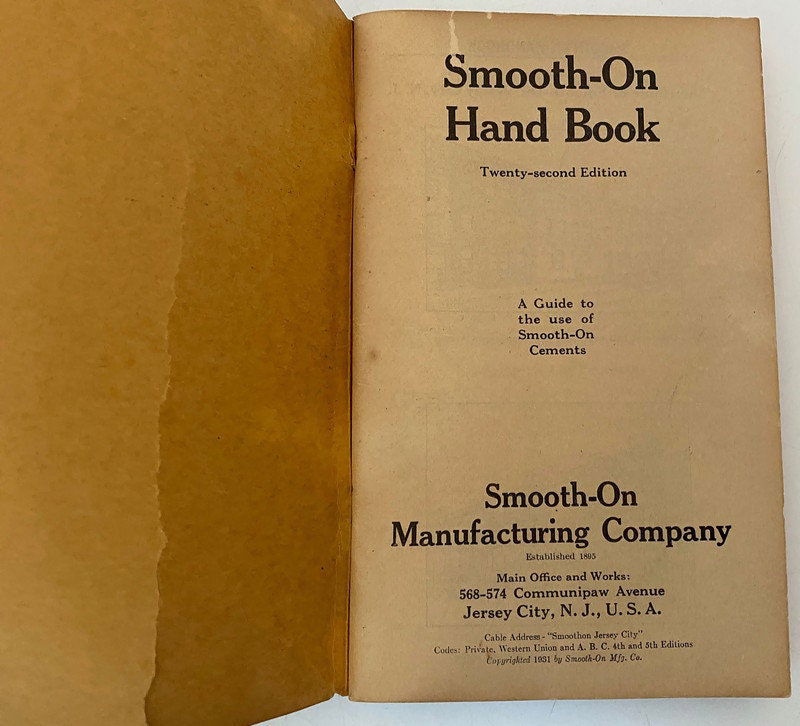 Smooth-On
Hand Book
Twenty-second Edition
A Guide to
the use of
Smooth-On
Cements
Smooth-On
Manufacturing Company
Established 1895
Main Office and Works:
568-574 Communipaw Avenue
Jersey City, N. J., U. S. A.
Cable Address - "Smoothon Jersey City"
Codes: Private, Western Union and A. B. C. 4th and 5th Editions
Copyrighted 1931 by Smooth-On Mfg. Co.